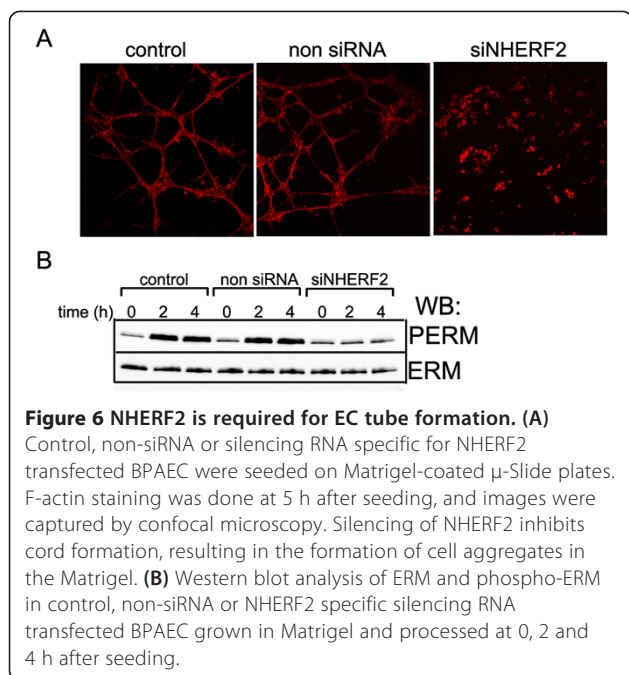 A
control non siRNA siNHERF2
B
control non siRNA siNHERF2
time (h) 0 2 4 0 2 4 0 2 4 WB:
PERM
ERM
Figure 6 NHERF2 is required for EC tube formation. (A)
Control, non-siRNA or silencing RNA specific for NHERF2
transfected BPAEC were seeded on Matrigel-coated μ-Slide plates.
F-actin staining was done at 5 h after seeding, and images were
captured by confocal microscopy. Silencing of NHERF2 inhibits
cord formation, resulting in the formation of cell aggregates in
the Matrigel. (B) Western blot analysis of ERM and phospho-ERM
in control, non-siRNA or NHERF2 specific silencing RNA
transfected BPAEC grown in Matrigel and processed at 0, 2 and
4 h after seeding.